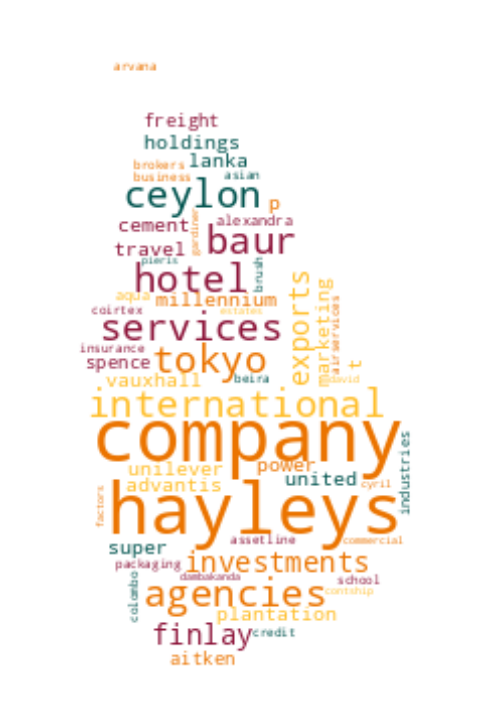 arvana
freight
holdings
lanka
brokers
asian
business
ceylon
p
gardiner
alexandra
cement
baur
travel
pieris
hotel
brush
exports
marketing
airservices
aqua
millennium
coirtex
estates
services
insurance
spence
tokyo
t
vauxhall
beira
david
international
company
industries
unilever
power
united
cyril
advantis
factors
hayleys
super
assetline
commercial
packaging
investments
dambakanda
school
colombo
agencies
contship
plantation
finlay
credit
aitken